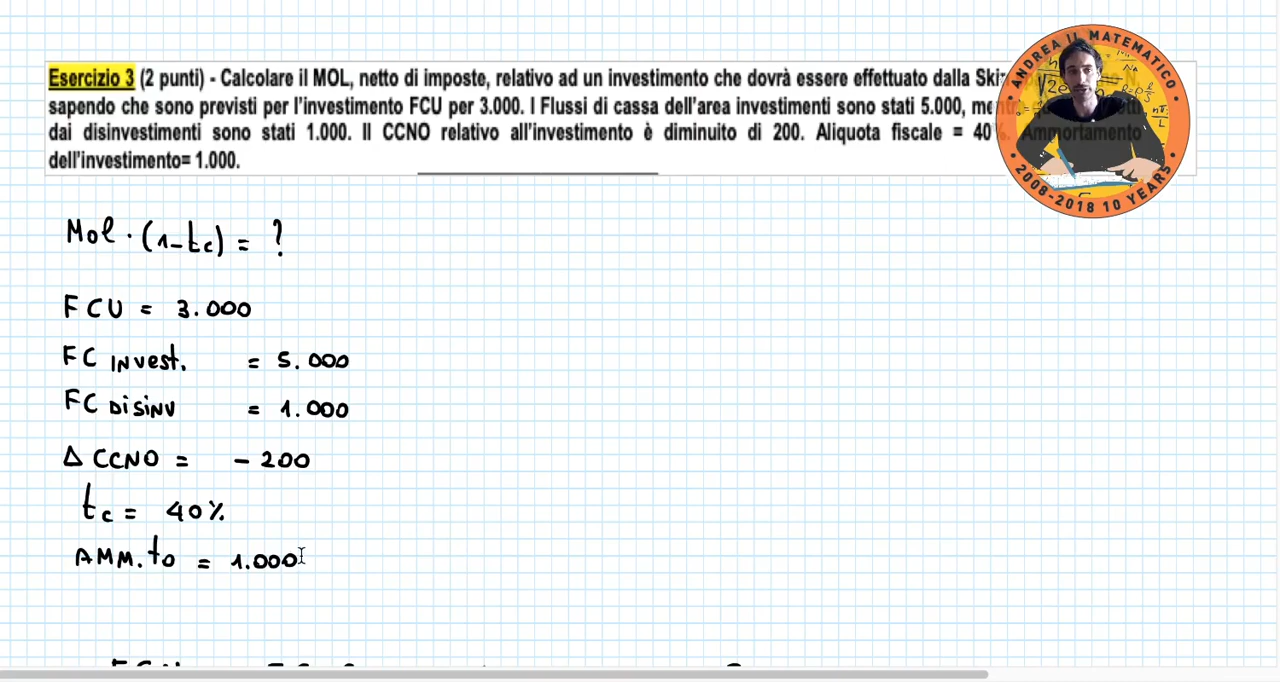 Esercizio 3 (2 punti) - Calcolare il MOL, netto di imposte, relativo ad un investimento che dovrà essere effettuato dalla Ski
sapendo che sono previsti per l'investimento FCU per 3.000. I Flussi di cassa dell'area investimenti sono stati 5.000,
dai disinvestimenti sono stati 1.000. Il CCNO relativo all'investimento è diminuito di 200. Aliquota fiscale = 40%. Ammortamento
dell'investimento= 1.000.
ANDREA IL MATEMATICO
2008-2018 10 YEARS
Mol · (1-tc) = ?
FCU = 3.000
FC INVest. = 5.000
FC DiSiNV = 1.000
Δ CCNO = - 200
tc = 40%
AMM.to = 1.000